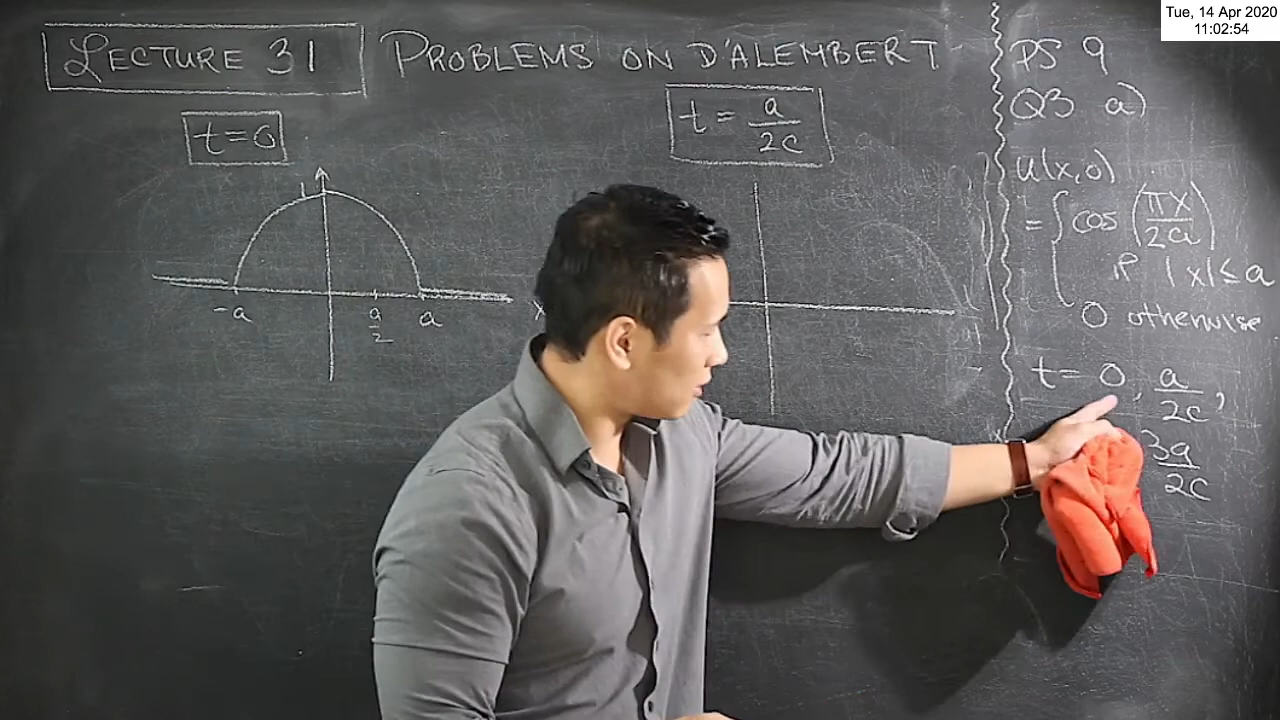 Tue, 14 Apr 2020
11:02:54
LECTURE 31
PROBLEMS ON D'ALEMBERT
t=0
1
-a
a/2
a
x
t = a/2c
PS 9
Q3 a)
u(x,0)
= { cos (πx/2a)
if |x| ≤ a
0 otherwise
t = 0, a/2c,
3a/2c